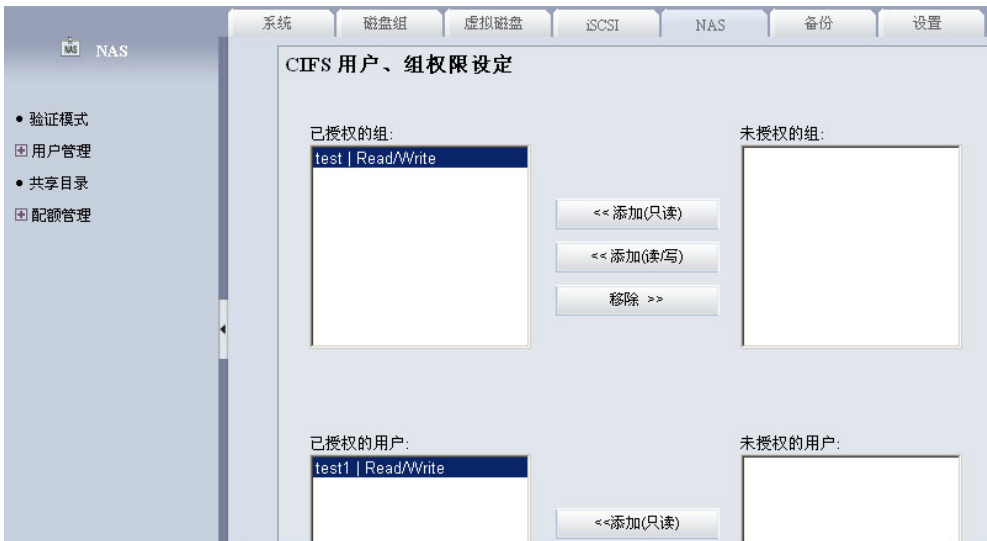 系统 磁盘组 虚拟磁盘 iSCSI NAS 备份 设置
NAS NAS
验证模式
用户管理
共享目录
配额管理
CIFS 用户、组权限设定
已授权的组: 未授权的组:
test | Read/Write
<< 添加(只读)
<< 添加(读/写)
移除 >>
已授权的用户: 未授权的用户:
test1 | Read/Write
<<添加(只读)